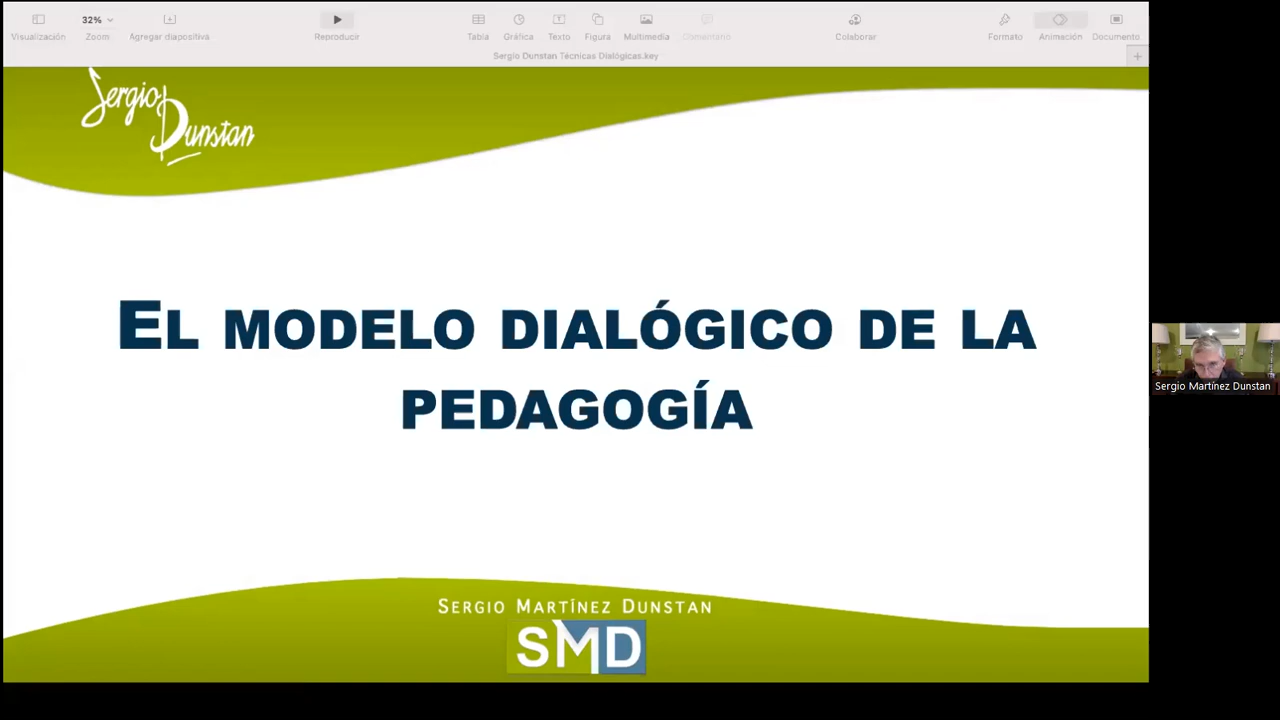 32%
Visualización Zoom Agregar diapositiva Reproducir Tabla Gráfica Texto Figura Multimedia Comentario Colaborar Formato Animación Documento
Sergio Dunstan Técnicas Dialógicas.key
Sergio
Dunstan
EL MODELO DIALÓGICO DE LA
PEDAGOGÍA
Sergio Martínez Dunstan
SERGIO MARTÍNEZ DUNSTAN
SMD